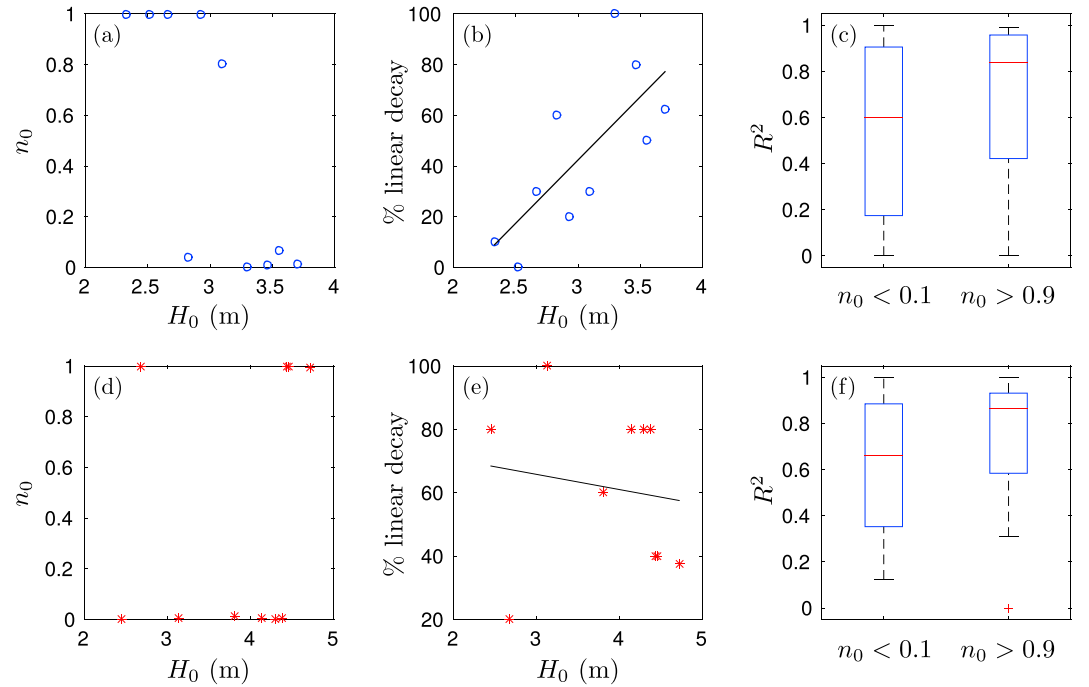 (a)
1
0.8
0.6
0.4
0.2
0
n₀
2 2.5 3 3.5 4
H₀ (m)
(b)
100
80
60
40
20
0
% linear decay
2 2.5 3 3.5 4
H₀ (m)
(c)
1
0.8
0.6
0.4
0.2
0
R²
n₀ < 0.1 n₀ > 0.9
(d)
1
0.8
0.6
0.4
0.2
0
n₀
2 3 4 5
H₀ (m)
(e)
100
80
60
40
20
% linear decay
2 3 4 5
H₀ (m)
(f)
1
0.8
0.6
0.4
0.2
0
R²
n₀ < 0.1 n₀ > 0.9